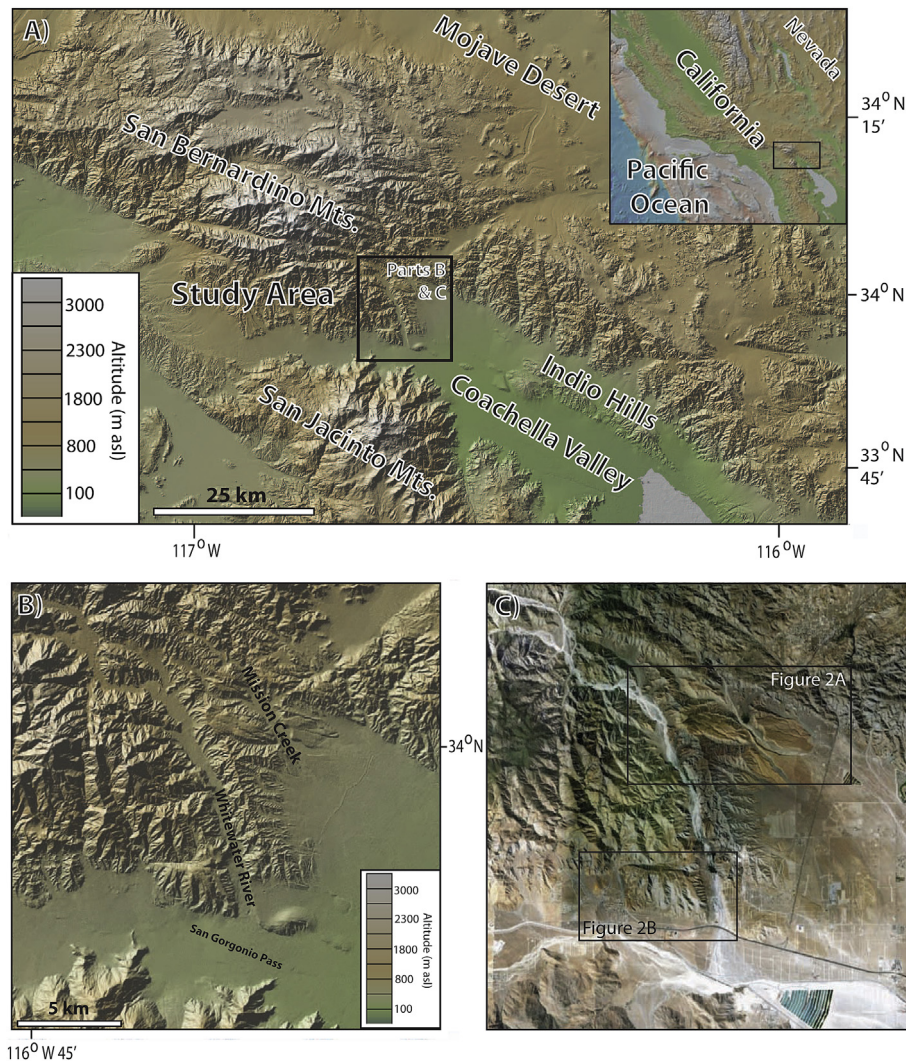 A)
Mojave Desert
Nevada
California
Pacific
Ocean
34° N
15′
San Bernardino Mts.
Parts B
& C
Study Area
34° N
3000
2300
1800
800
100
Altitude (m asl)
Indio Hills
Coachella Valley
San Jacinto Mts.
33° N
45′
25 km
117° W
116° W
B)
Mission Creek
34° N
Whitewater River
San Gorgonio Pass
3000
2300
1800
800
100
Altitude (m asl)
5 km
116° W 45′
C)
Figure 2A
Figure 2B